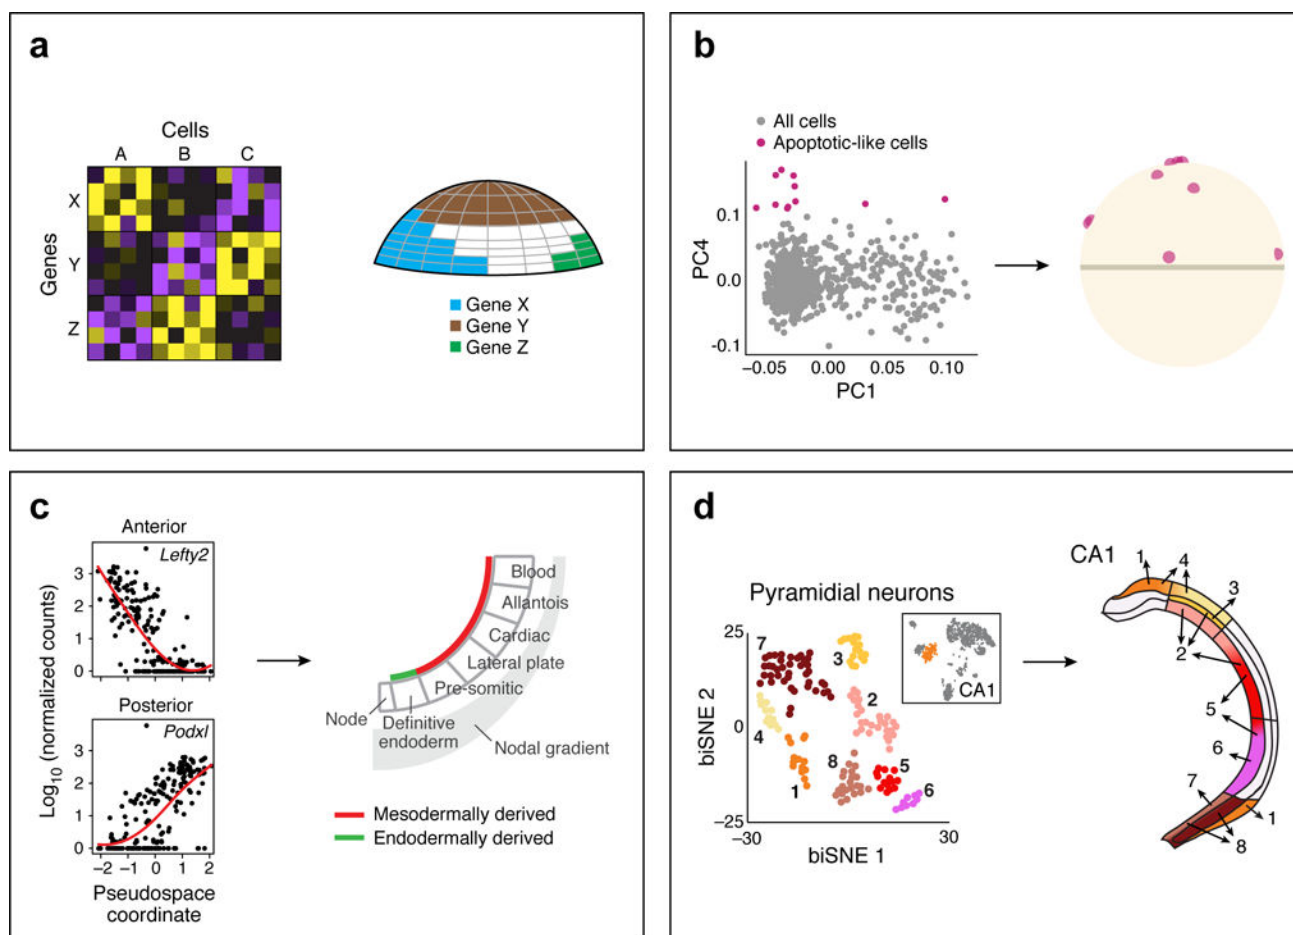 a
Cells
A B C
Genes
X
Y
Z
Gene X
Gene Y
Gene Z
b
All cells
Apoptotic-like cells
PC4
0.1
0.0
-0.1
−0.05 0.00 0.05 0.10
PC1
c
Anterior
Lefty2
3
2
1
0
Posterior
Podxl
3
2
1
0
Log10 (normalized counts)
−2 −1 0 1 2
Pseudospace
coordinate
Blood
Allantois
Cardiac
Lateral plate
Pre-somitic
Node
Definitive
endoderm
Nodal gradient
Mesodermally derived
Endodermally derived
d
Pyramidial neurons
25
0
−25
biSNE 2
7
3
2
4
1
8
5
6
CA1
−30 30
biSNE 1
CA1
1
4
3
2
5
6
7
1
8